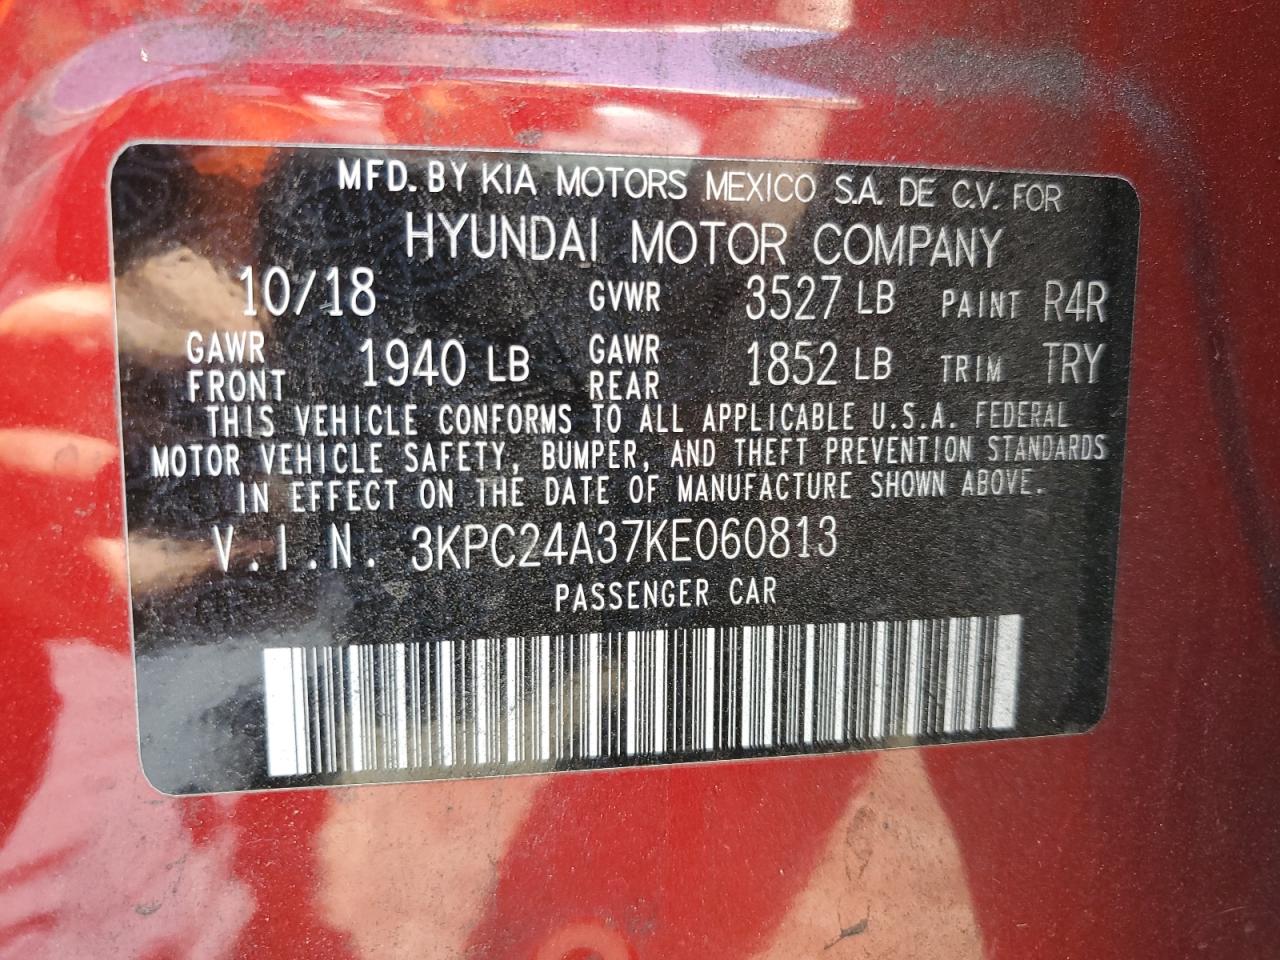 MFD. BY KIA MOTORS MEXICO S.A. DE C.V. FOR
HYUNDAI MOTOR COMPANY
10/18 GVWR 3527 LB PAINT R4R
GAWR FRONT 1940 LB GAWR REAR 1852 LB TRIM TRY
THIS VEHICLE CONFORMS TO ALL APPLICABLE U.S.A. FEDERAL
MOTOR VEHICLE SAFETY, BUMPER, AND THEFT PREVENTION STANDARDS
IN EFFECT ON THE DATE OF MANUFACTURE SHOWN ABOVE.
V.I.N. 3KPC24A37KE060813
PASSENGER CAR